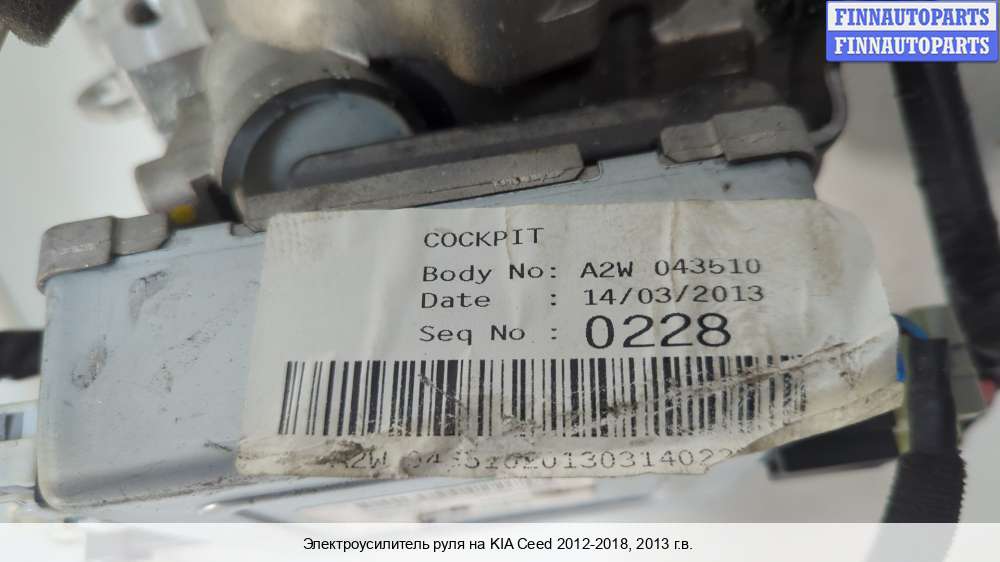 FINNAUTOPARTS
FINNAUTOPARTS
COCKPIT
Body No: A2W 043510
Date : 14/03/2013
Seq No : 0228
Электроусилитель руля на KIA Ceed 2012-2018, 2013 г.в.